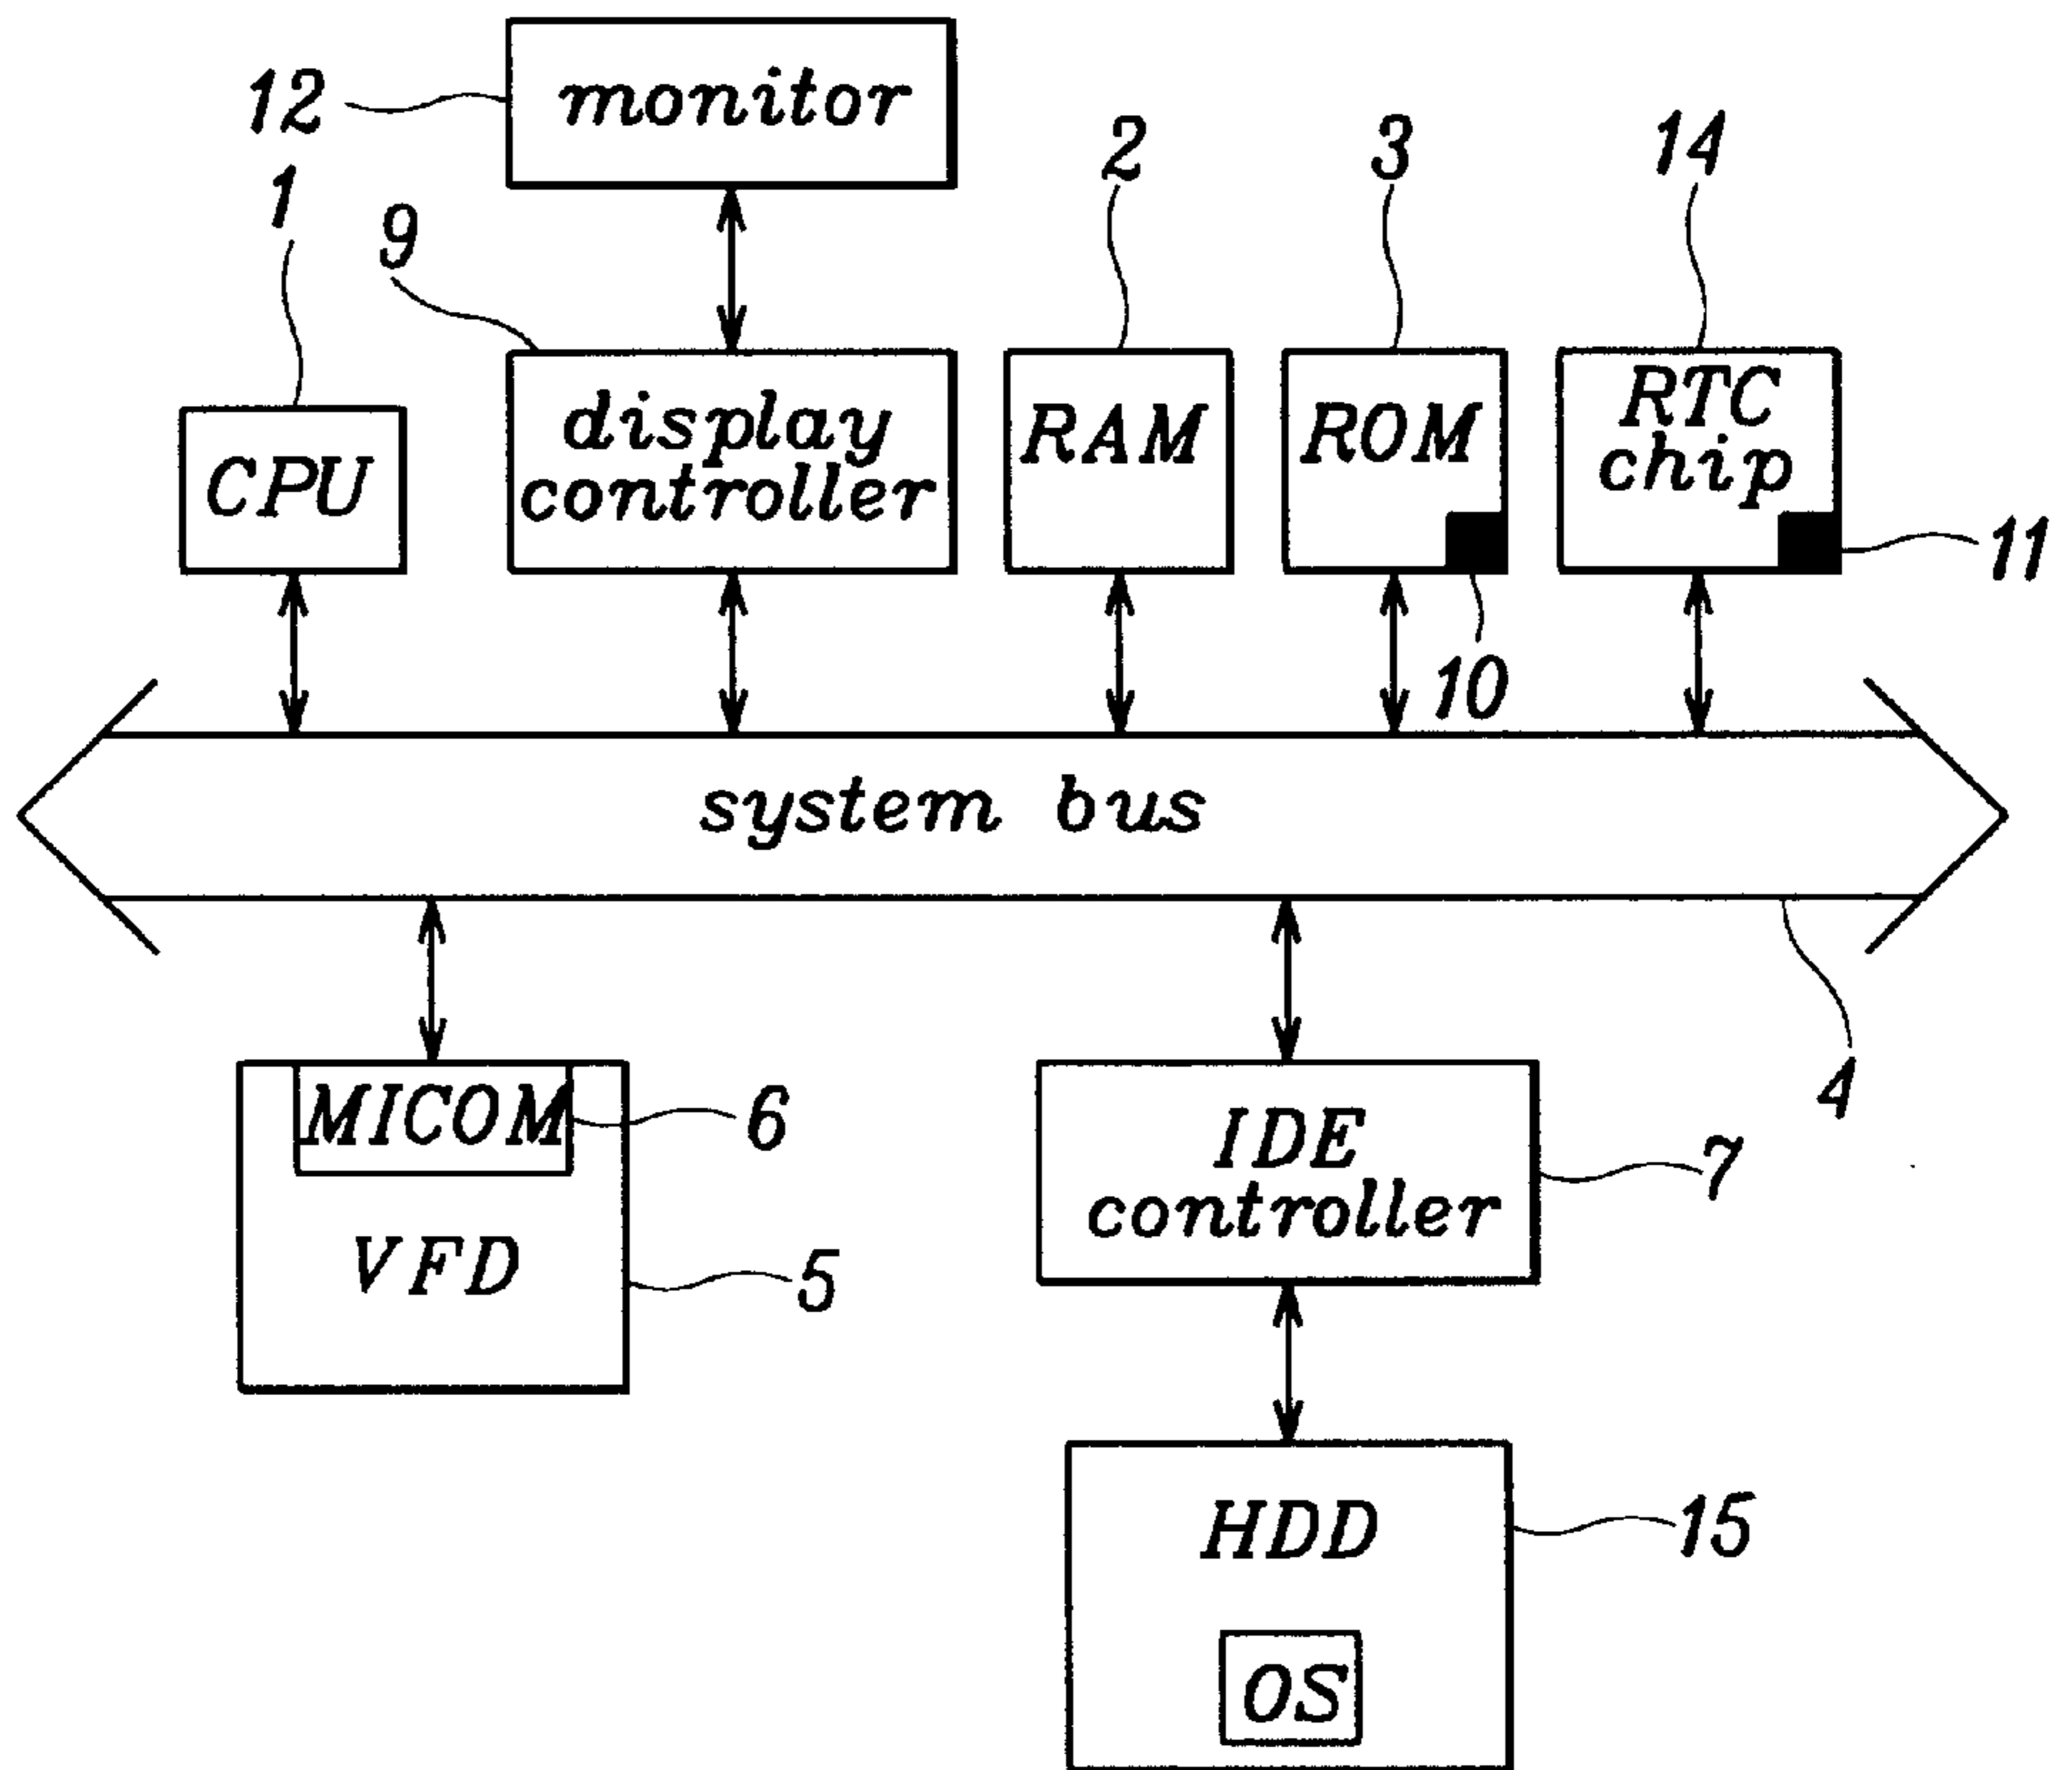 monitor
12
1
9
2
3
14
CPU
display
controller
RAM
ROM
RTC
chip
11
10
system bus
4
MICOM
6
VFD
5
IDE
controller
7
HDD
15
OS